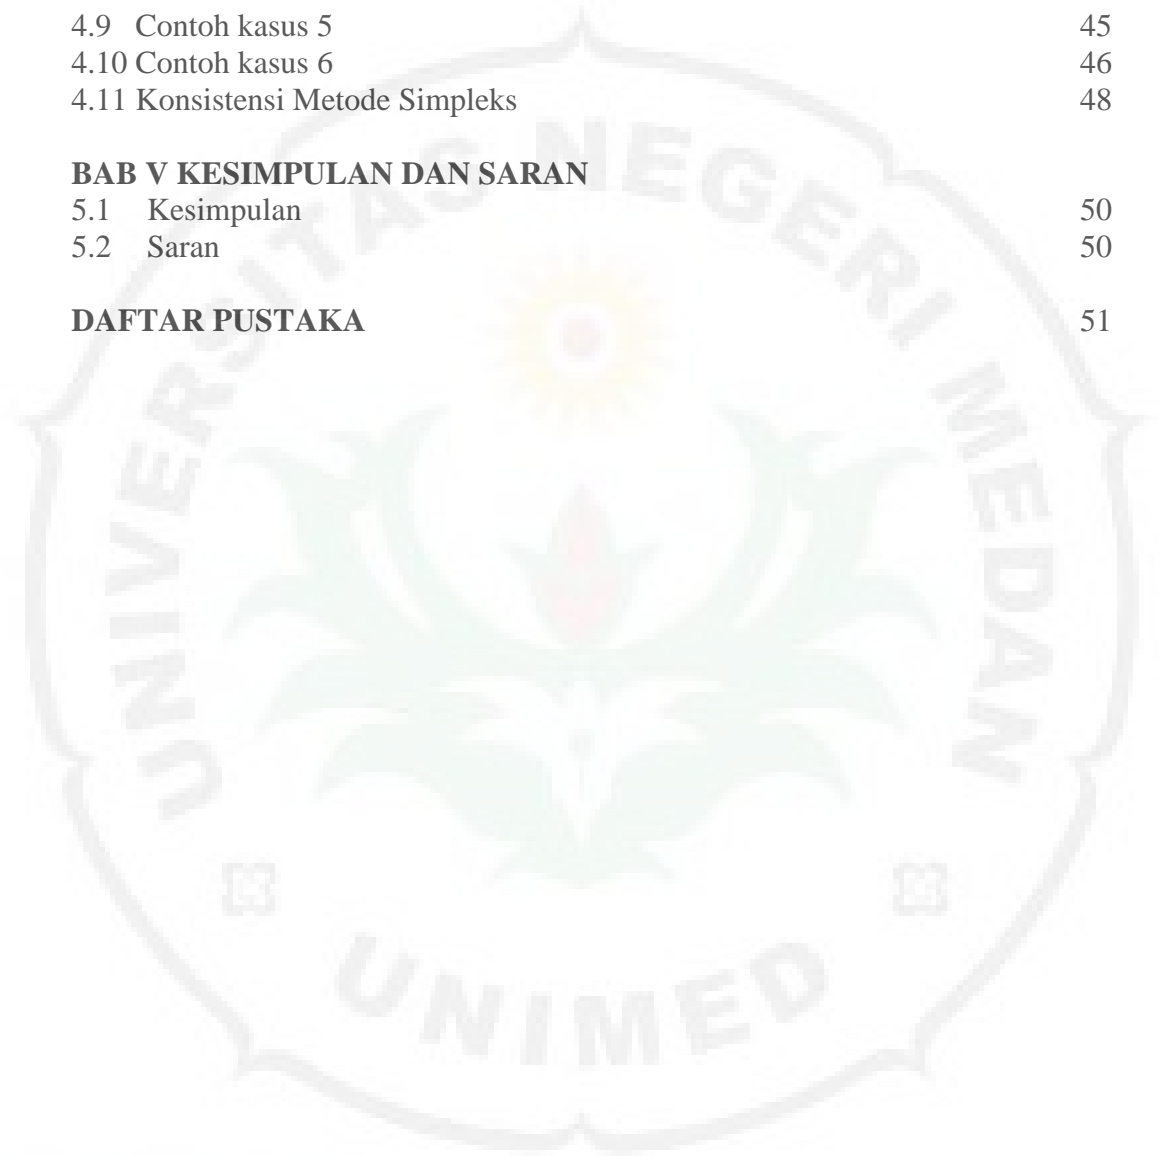 4.9 Contoh kasus 5 45
4.10 Contoh kasus 6 46
4.11 Konsistensi Metode Simpleks 48
BAB V KESIMPULAN DAN SARAN
5.1 Kesimpulan 50
5.2 Saran 50
DAFTAR PUSTAKA 51
UNIVERSITAS NEGERI MEDAN
UNIMED